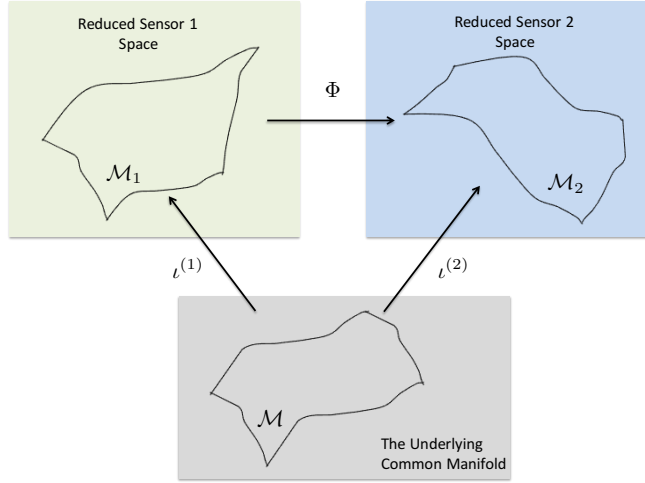 Reduced Sensor 1
Space
Reduced Sensor 2
Space
Φ
ℳ₁
ℳ₂
ι⁽¹⁾
ι⁽²⁾
ℳ
The Underlying
Common Manifold